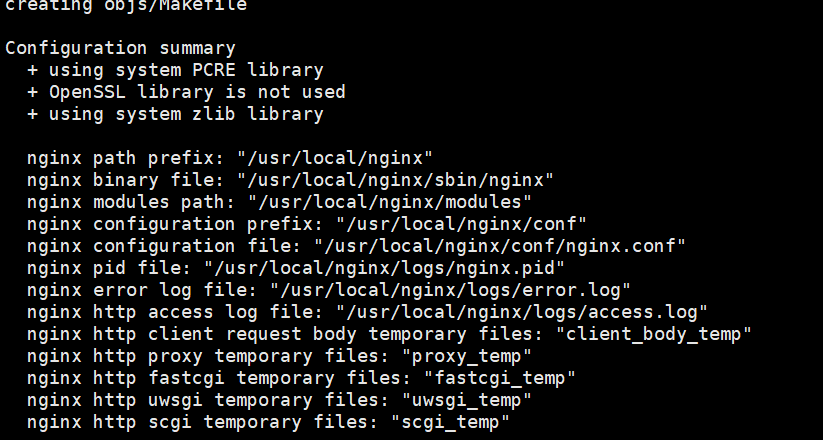 creating objs/Makefile
Configuration summary
+ using system PCRE library
+ OpenSSL library is not used
+ using system zlib library
nginx path prefix: "/usr/local/nginx"
nginx binary file: "/usr/local/nginx/sbin/nginx"
nginx modules path: "/usr/local/nginx/modules"
nginx configuration prefix: "/usr/local/nginx/conf"
nginx configuration file: "/usr/local/nginx/conf/nginx.conf"
nginx pid file: "/usr/local/nginx/logs/nginx.pid"
nginx error log file: "/usr/local/nginx/logs/error.log"
nginx http access log file: "/usr/local/nginx/logs/access.log"
nginx http client request body temporary files: "client_body_temp"
nginx http proxy temporary files: "proxy_temp"
nginx http fastcgi temporary files: "fastcgi_temp"
nginx http uwsgi temporary files: "uwsgi_temp"
nginx http scgi temporary files: "scgi_temp"